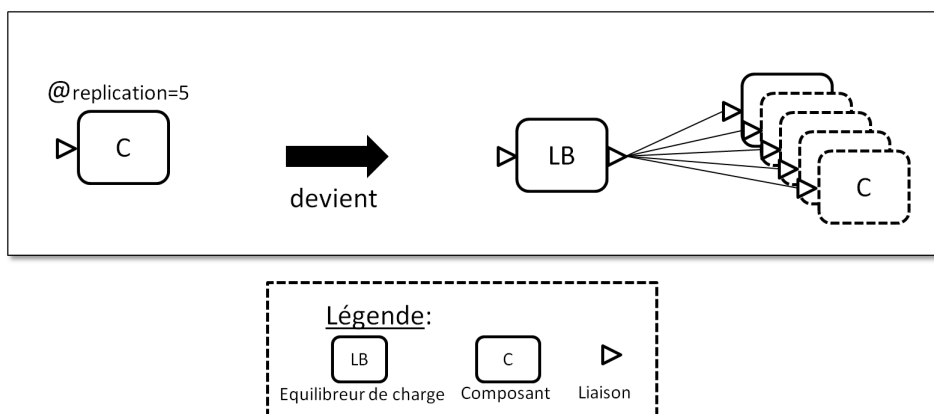 @replication=5
C
devient
LB
C
Légende:
LB
C
Equilibreur de charge
Composant
Liaison